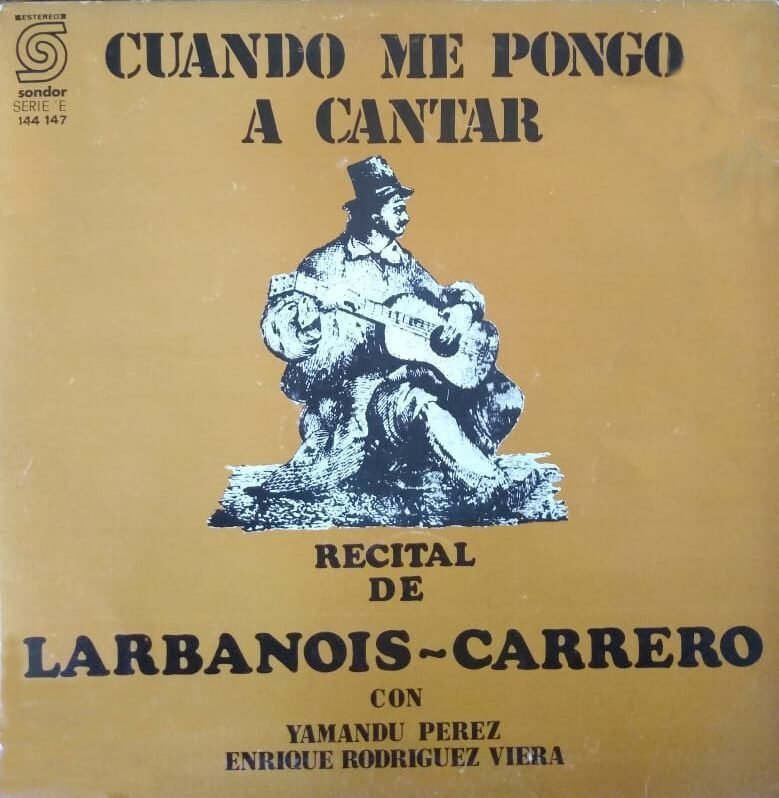 ESTEREO
sondor
SERIE E
144 147
CUANDO ME PONGO
A CANTAR
RECITAL
DE
LARBANOIS~CARRERO
CON
YAMANDU PEREZ
ENRIQUE RODRIGUEZ VIERA